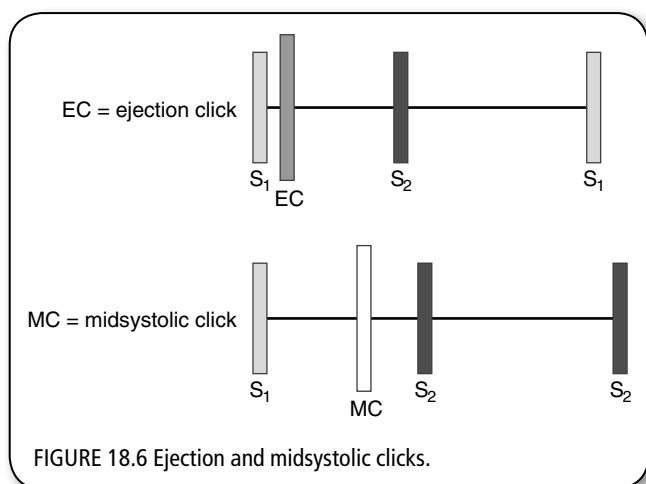 EC = ejection click
S₁
EC
S₂
S₁
MC = midsystolic click
S₁
MC
S₂
S₂
FIGURE 18.6 Ejection and midsystolic clicks.